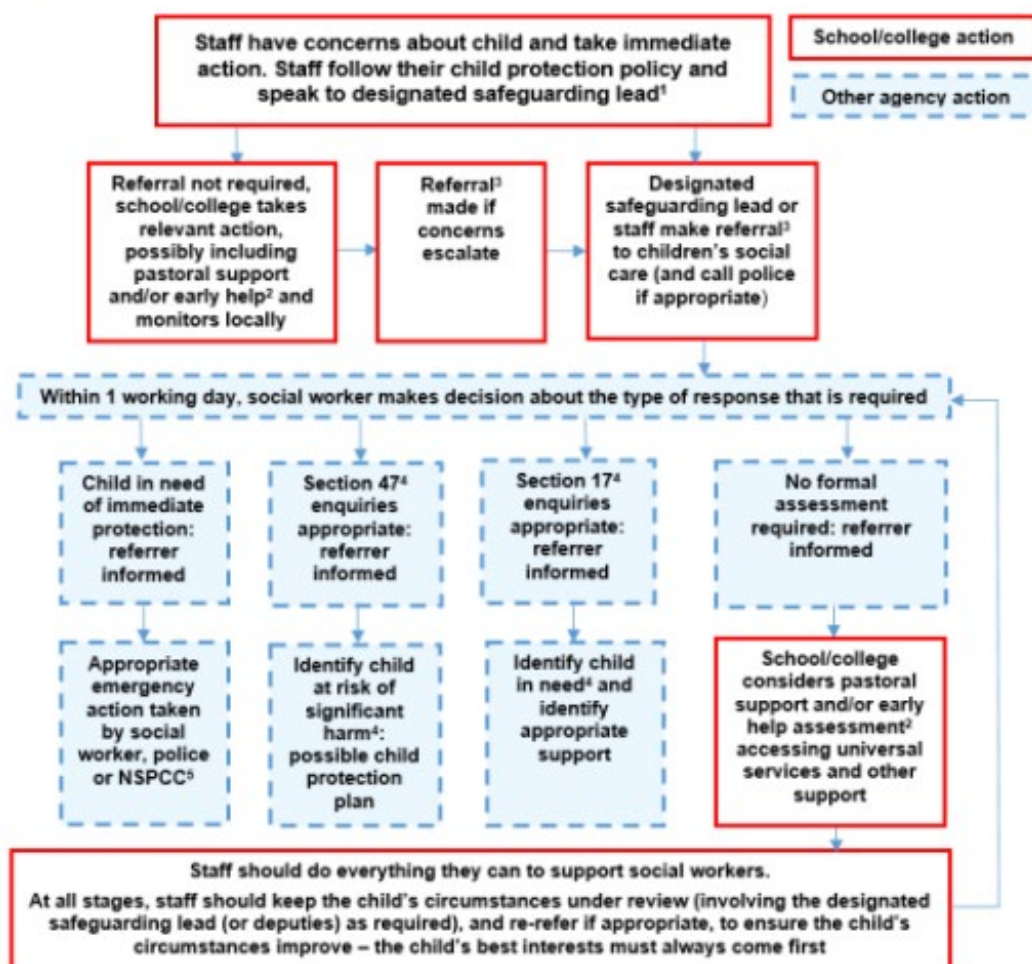 Staff have concerns about child and take immediate
action. Staff follow their child protection policy and
speak to designated safeguarding lead¹
School/college action
Other agency action
Referral not required,
school/college takes
relevant action,
possibly including
pastoral support
and/or early help² and
monitors locally
Referral³
made if
concerns
escalate
Designated
safeguarding lead or
staff make referral³
to children's social
care (and call police
if appropriate)
Within 1 working day, social worker makes decision about the type of response that is required
Child in need
of immediate
protection:
referrer
informed
Section 47⁴
enquiries
appropriate:
referrer
informed
Section 17⁴
enquiries
appropriate:
referrer
informed
No formal
assessment
required: referrer
informed
Appropriate
emergency
action taken
by social
worker, police
or NSPCC⁵
Identify child
at risk of
significant
harm⁴:
possible child
protection
plan
Identify child
in need⁴ and
identify
appropriate
support
School/college
considers pastoral
support and/or early
help assessment²
accessing universal
services and other
support
Staff should do everything they can to support social workers.
At all stages, staff should keep the child's circumstances under review (involving the designated
safeguarding lead (or deputies) as required), and re-refer if appropriate, to ensure the child's
circumstances improve – the child's best interests must always come first